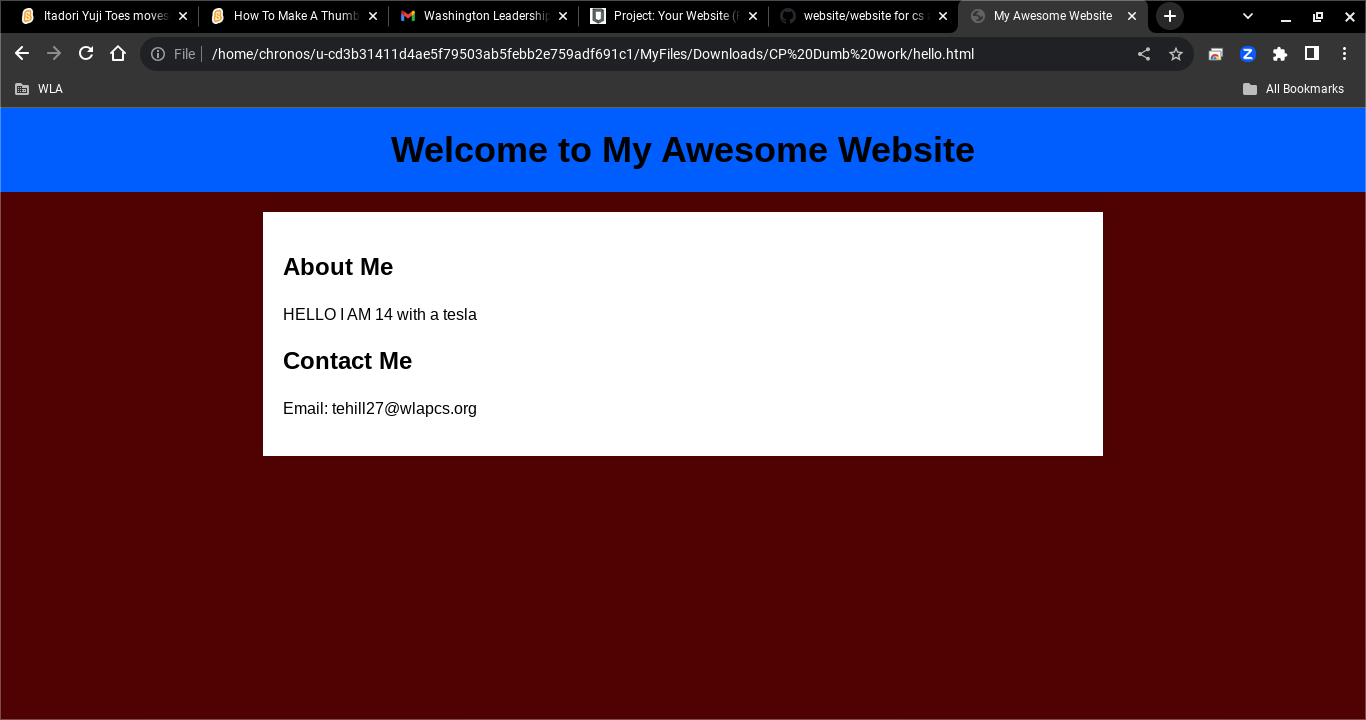 Itadori Yuji Toes moves
How To Make A Thumb
Washington Leadership
Project: Your Website (
website/website for cs
My Awesome Website
File
/home/chronos/u-cd3b31411d4ae5f79503ab5febb2e759adf691c1/MyFiles/Downloads/CP%20Dumb%20work/hello.html
WLA
All Bookmarks
Welcome to My Awesome Website
About Me
HELLO I AM 14 with a tesla
Contact Me
Email: tehill27@wlapcs.org